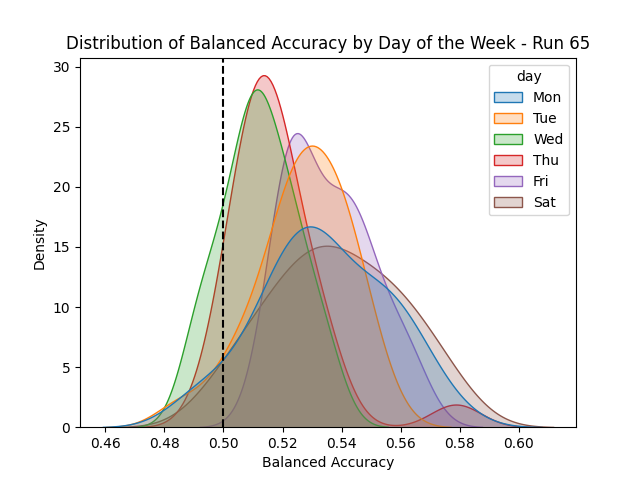 Distribution of Balanced Accuracy by Day of the Week - Run 65
30
25
20
15
10
5
0
Density
0.46 0.48 0.50 0.52 0.54 0.56 0.58 0.60
Balanced Accuracy
day
Mon
Tue
Wed
Thu
Fri
Sat